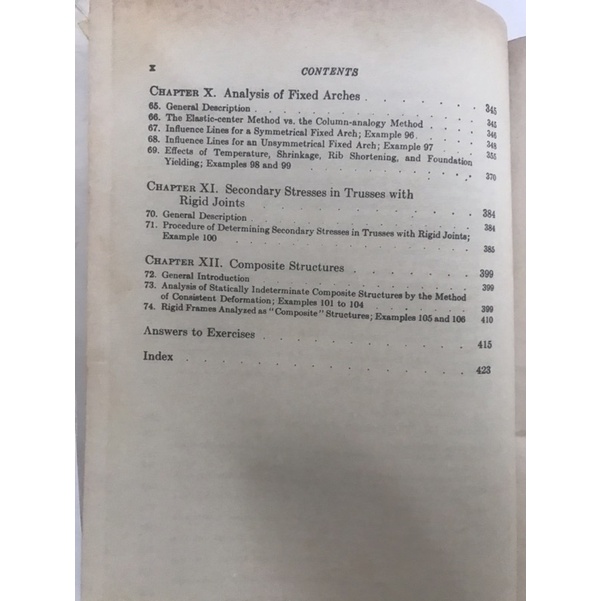 x CONTENTS
CHAPTER X. Analysis of Fixed Arches . . . . . . . 345
65. General Description . . . . . . . . . . . 345
66. The Elastic-center Method vs. the Column-analogy Method . . . . 346
67. Influence Lines for a Symmetrical Fixed Arch; Example 96 . . . . 348
68. Influence Lines for an Unsymmetrical Fixed Arch; Example 97 . . . 355
69. Effects of Temperature, Shrinkage, Rib Shortening, and Foundation
Yielding; Examples 98 and 99 . . . . . . . . . 370
CHAPTER XI. Secondary Stresses in Trusses with
Rigid Joints . . . . . . . . 384
70. General Description . . . . . . . . . . . 384
71. Procedure of Determining Secondary Stresses in Trusses with Rigid Joints;
Example 100 . . . . . . . . . . . . 385
CHAPTER XII. Composite Structures . . . . . . . 399
72. General Introduction . . . . . . . . . . . 399
73. Analysis of Statically Indeterminate Composite Structures by the Method
of Consistent Deformation; Examples 101 to 104 . . . . . . 399
74. Rigid Frames Analyzed as "Composite" Structures; Examples 105 and 106 410
Answers to Exercises . . . . . . . . . . 415
Index . . . . . . . . . . . . . 423